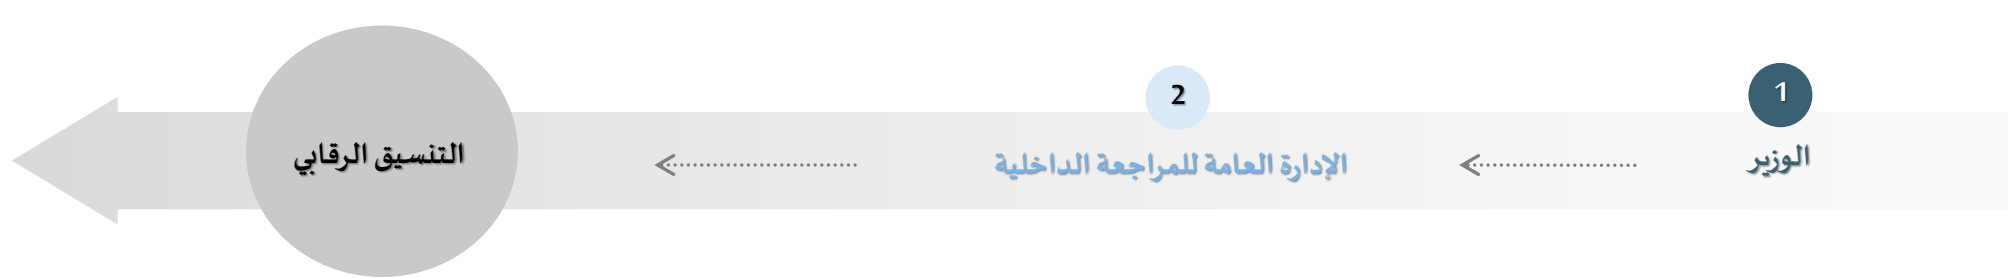 1
الوزير
2
الإدارة العامة للمراجعة الداخلية
التنسيق الرقابي